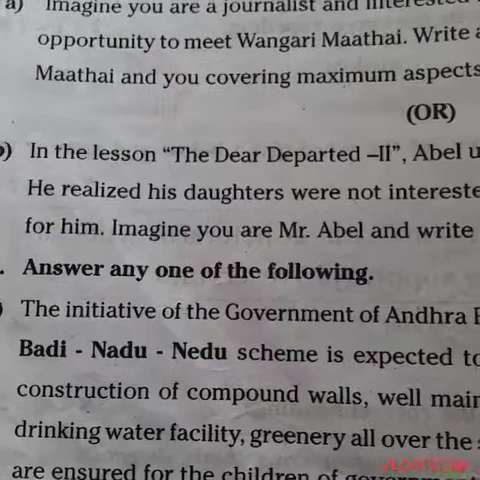 a) Imagine you are a journalist and interested
opportunity to meet Wangari Maathai. Write a
Maathai and you covering maximum aspects
(OR)
) In the lesson “The Dear Departed –II”, Abel u
He realized his daughters were not intereste
for him. Imagine you are Mr. Abel and write
. Answer any one of the following.
) The initiative of the Government of Andhra P
Badi - Nadu - Nedu scheme is expected to
construction of compound walls, well main
drinking water facility, greenery all over the s
are ensured for the children of government